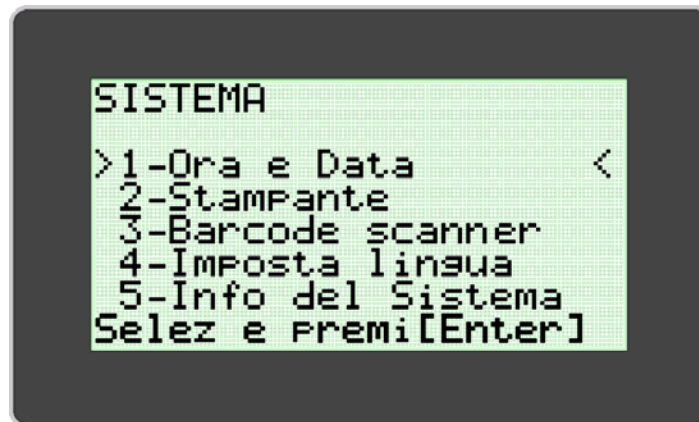 SISTEMA
>1-Ora e Data <
2-Stampante
3-Barcode scanner
4-Imposta lingua
5-Info del Sistema
Selez e premi[Enter]